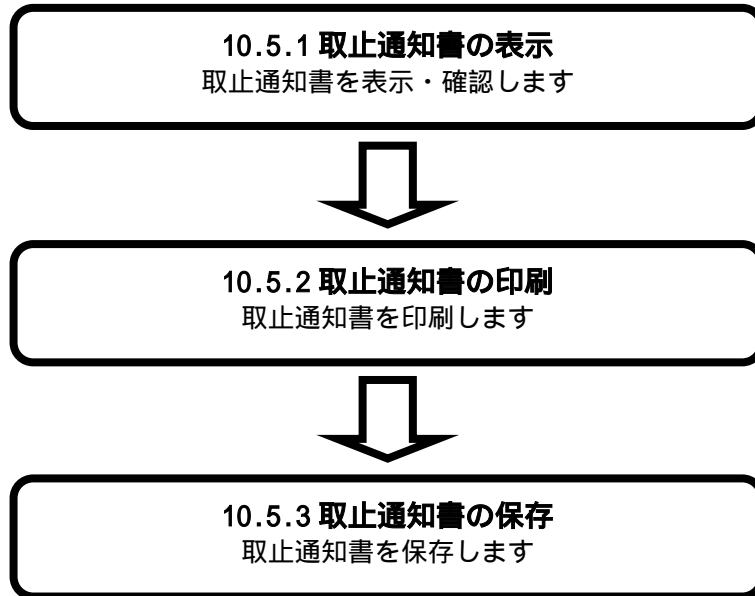 10.5.1 取止通知書の表示
取止通知書を表示・確認します
10.5.2 取止通知書の印刷
取止通知書を印刷します
10.5.3 取止通知書の保存
取止通知書を保存します